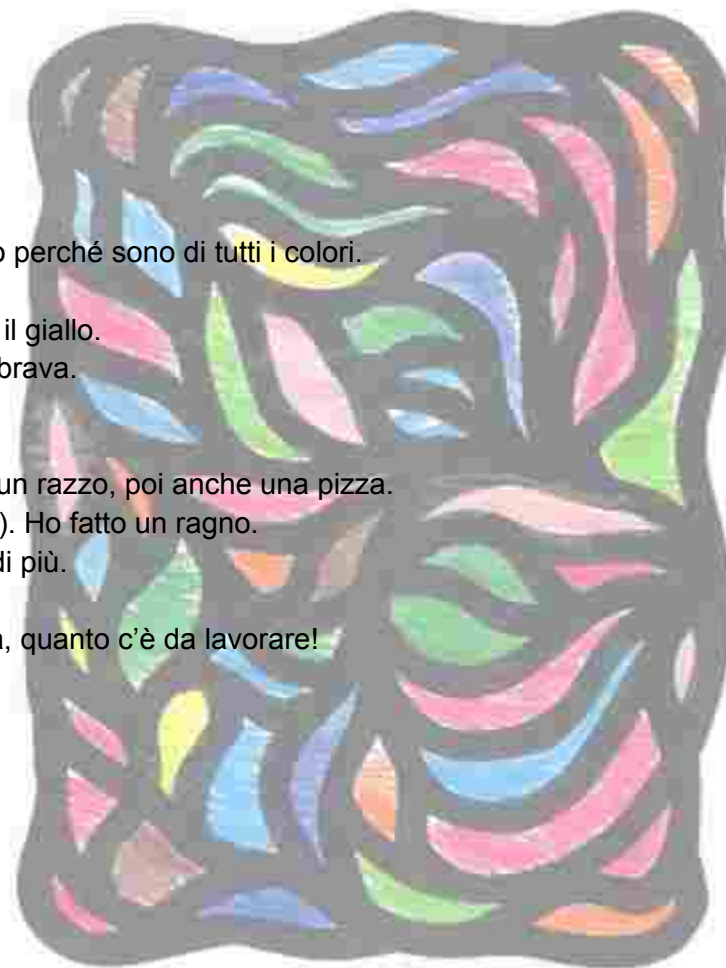 perché sono di tutti i colori.
il giallo.
brava.
un razzo, poi anche una pizza.
). Ho fatto un ragno.
di più.
, quanto c'è da lavorare!